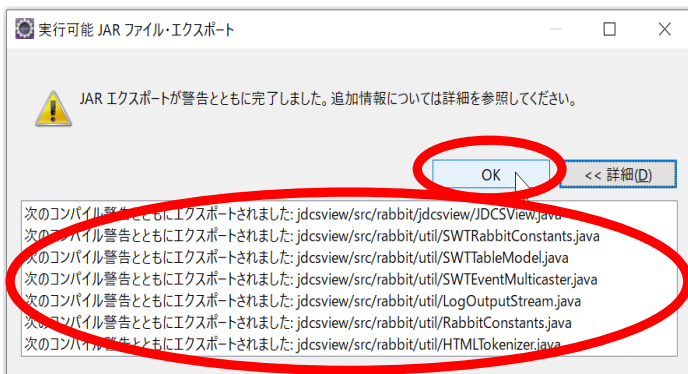 実行可能 JAR ファイル・エクスポート
JAR エクスポートが警告とともに完了しました。追加情報については詳細を参照してください。
OK
<< 詳細(D)
次のコンパイル警告とともにエクスポートされました: jdcsview/src/rabbit/jdcsview/JDCSView.java
次のコンパイル警告とともにエクスポートされました: jdcsview/src/rabbit/util/SWTRabbitConstants.java
次のコンパイル警告とともにエクスポートされました: jdcsview/src/rabbit/util/SWTTableModel.java
次のコンパイル警告とともにエクスポートされました: jdcsview/src/rabbit/util/SWTEventMulticaster.java
次のコンパイル警告とともにエクスポートされました: jdcsview/src/rabbit/util/LogOutputStream.java
次のコンパイル警告とともにエクスポートされました: jdcsview/src/rabbit/util/RabbitConstants.java
次のコンパイル警告とともにエクスポートされました: jdcsview/src/rabbit/util/HTMLTokenizer.java